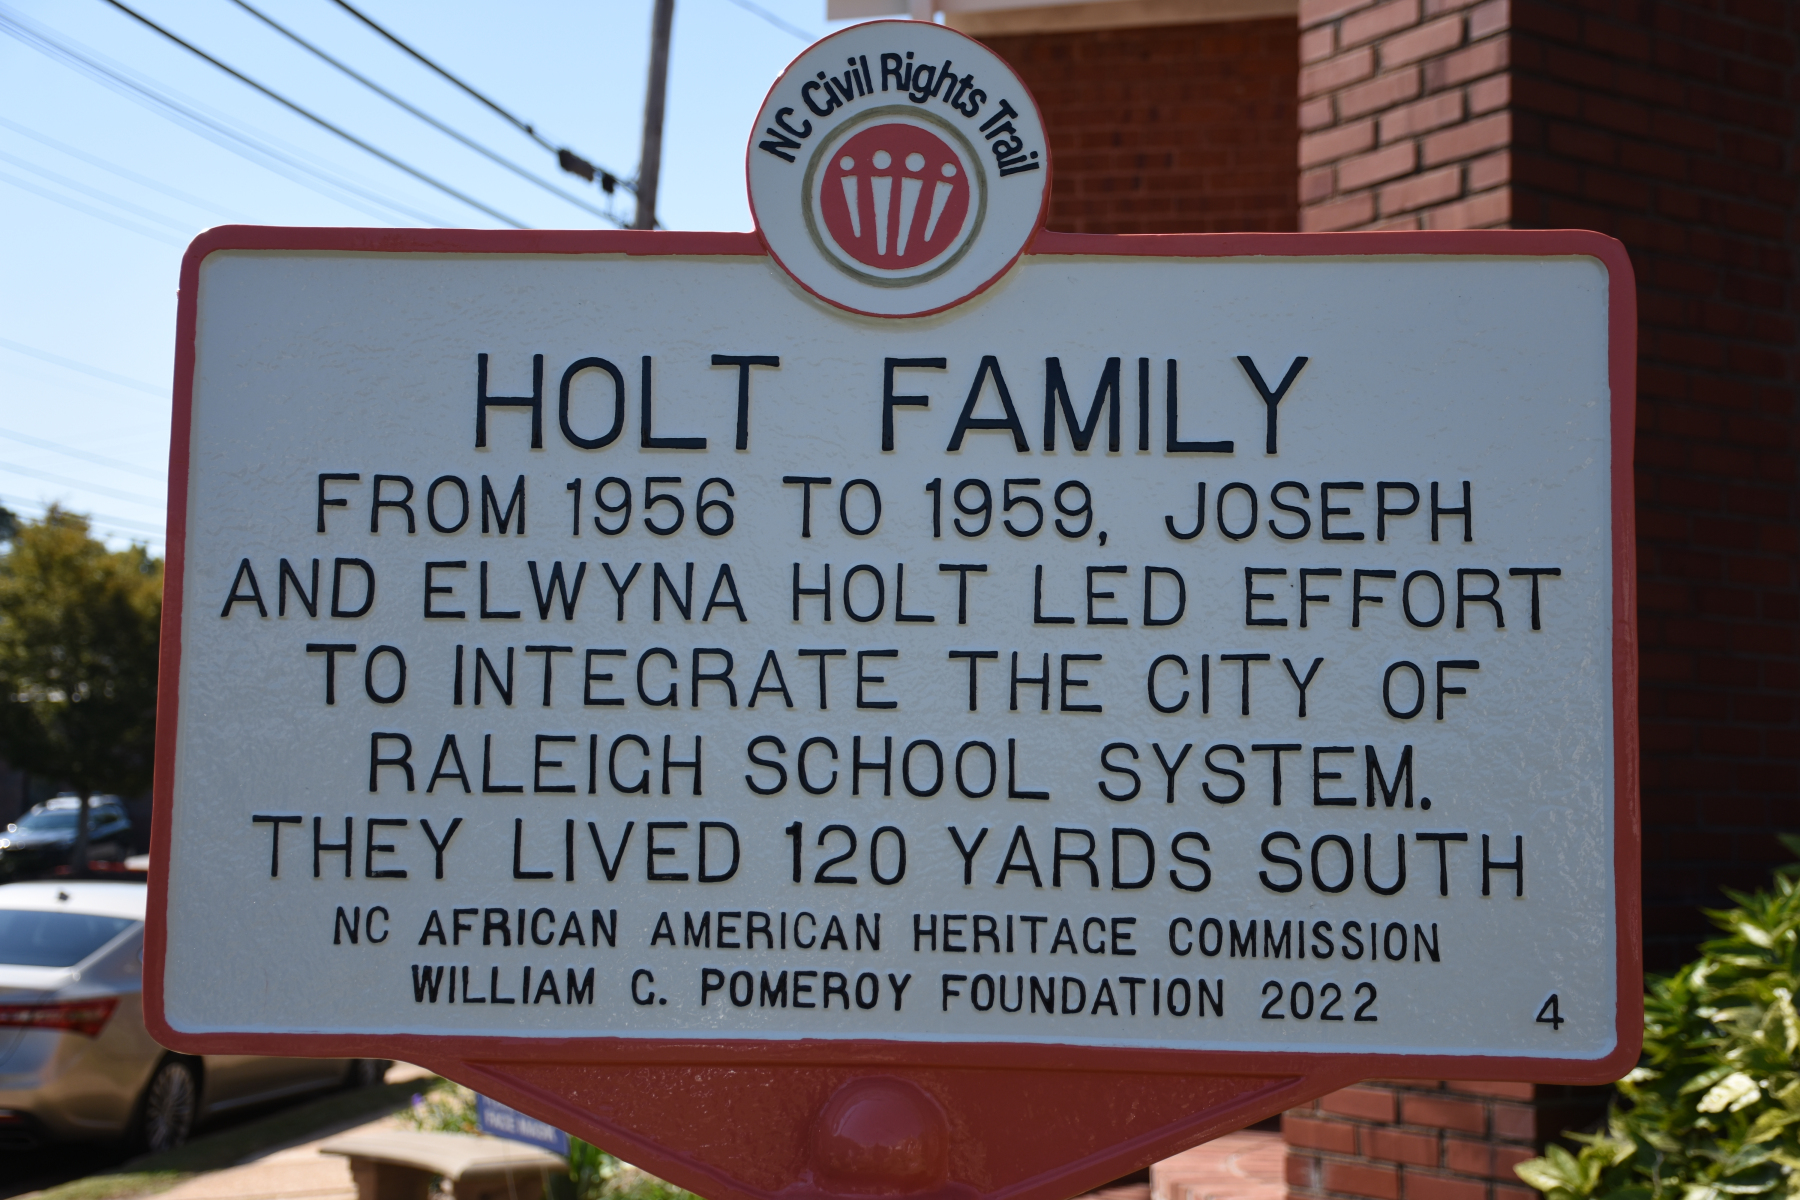 NC Civil Rights Trail
HOLT FAMILY
FROM 1956 TO 1959, JOSEPH
AND ELWYNA HOLT LED EFFORT
TO INTEGRATE THE CITY OF
RALEIGH SCHOOL SYSTEM.
THEY LIVED 120 YARDS SOUTH
NC AFRICAN AMERICAN HERITAGE COMMISSION
WILLIAM G. POMEROY FOUNDATION 2022
4